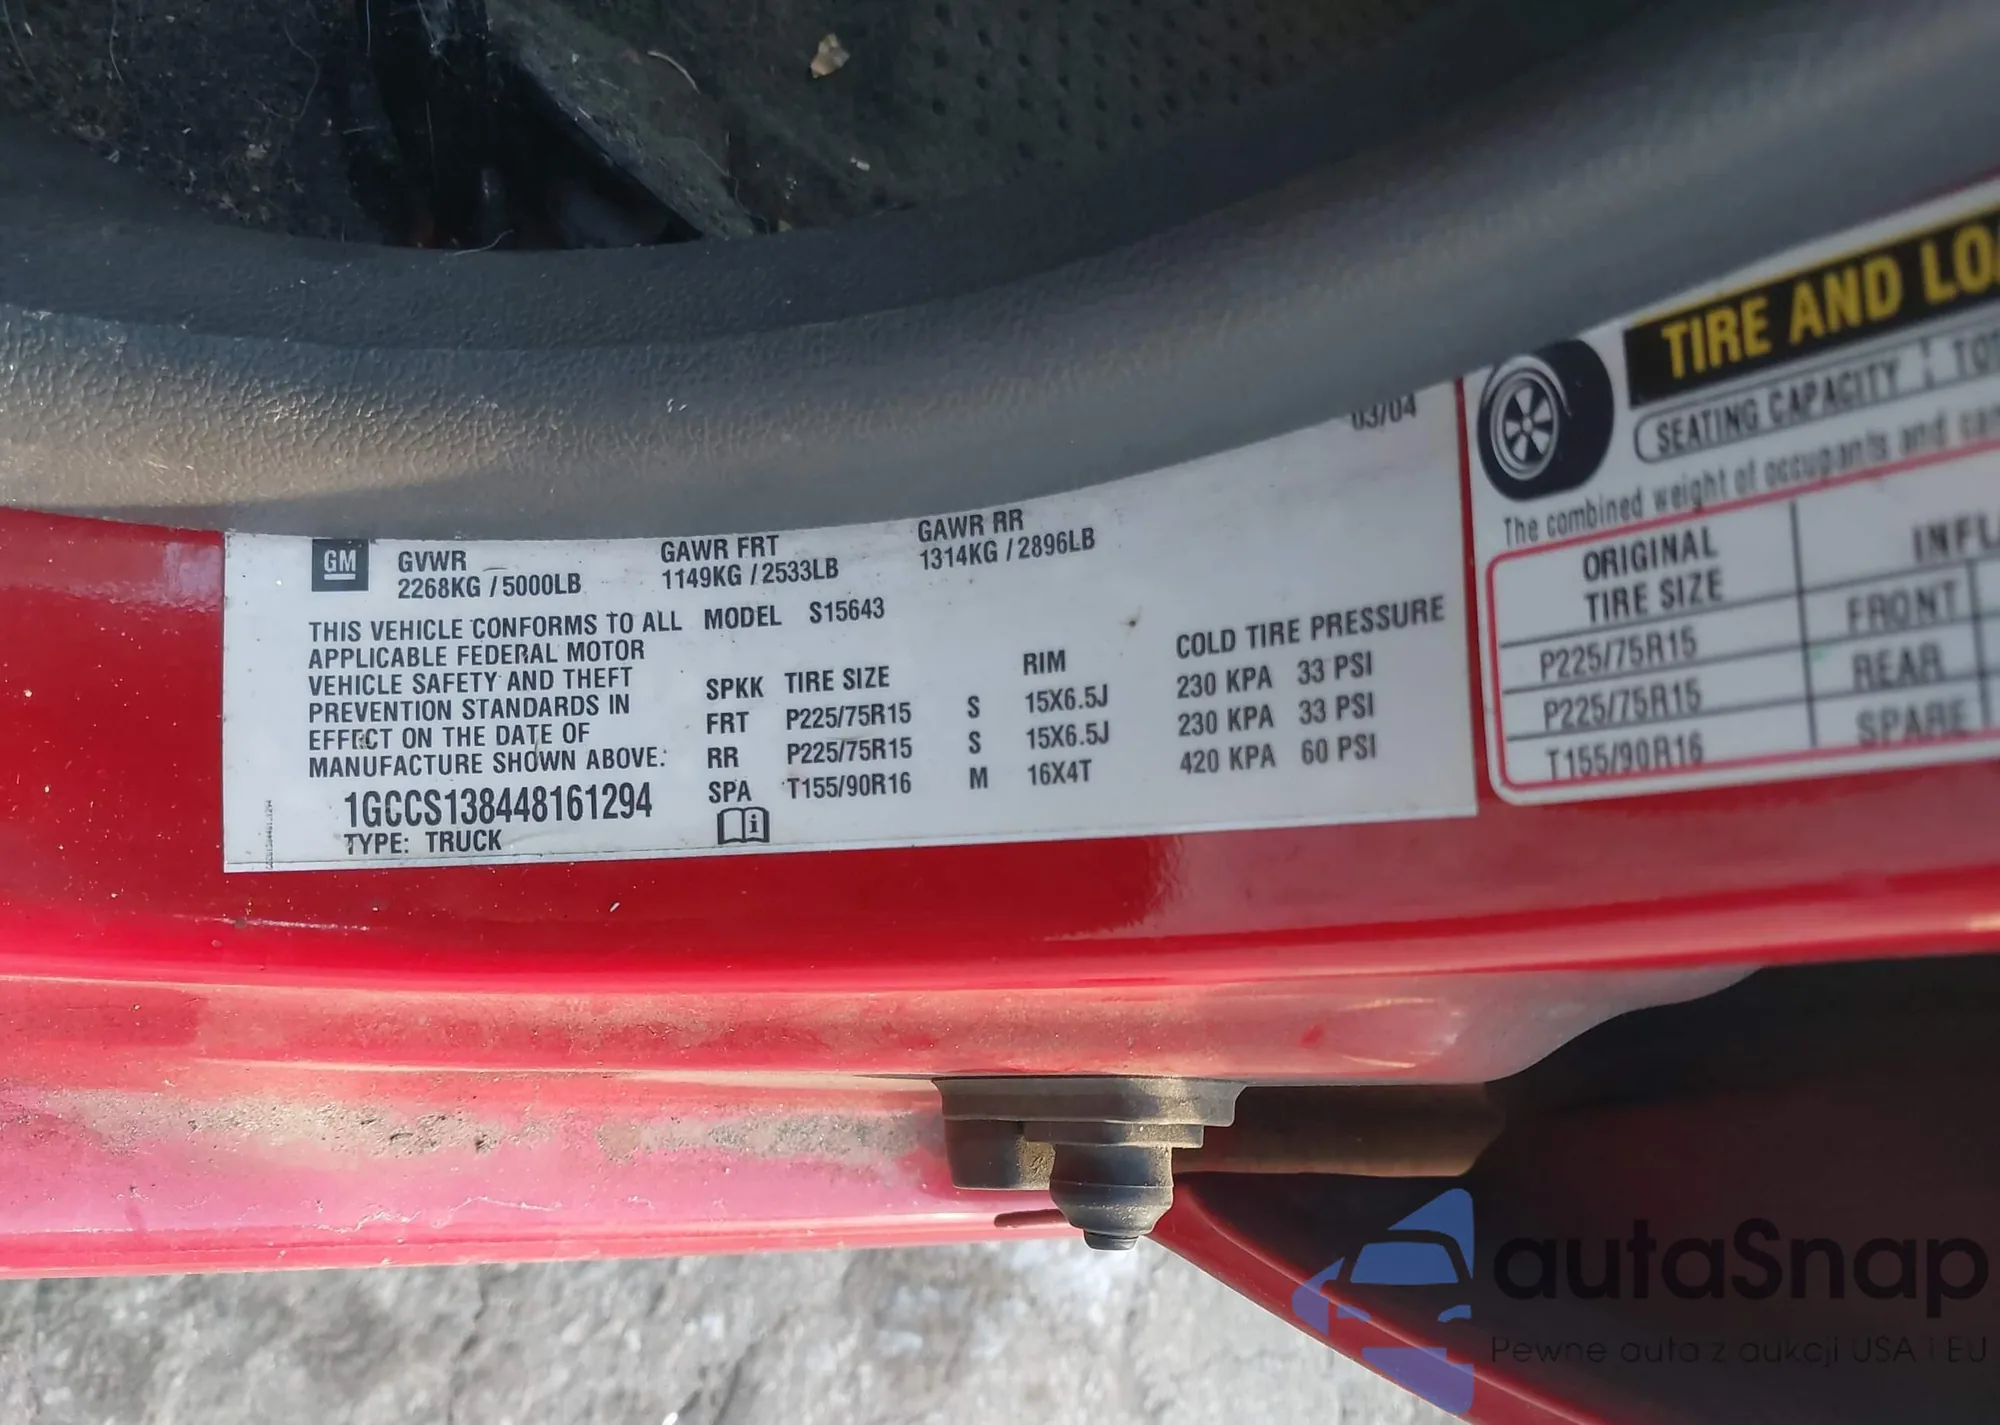 03/04
GM
GVWR GAWR FRT GAWR RR
2268KG / 5000LB 1149KG / 2533LB 1314KG / 2896LB
THIS VEHICLE CONFORMS TO ALL
APPLICABLE FEDERAL MOTOR
VEHICLE SAFETY AND THEFT
PREVENTION STANDARDS IN
EFFECT ON THE DATE OF
MANUFACTURE SHOWN ABOVE.
1GCCS138448161294
TYPE: TRUCK
MODEL S15643
SPKK TIRE SIZE RIM COLD TIRE PRESSURE
FRT P225/75R15 S 15X6.5J 230 KPA 33 PSI
RR P225/75R15 S 15X6.5J 230 KPA 33 PSI
SPA T155/90R16 M 16X4T 420 KPA 60 PSI
TIRE AND
SEATING CAPACITY
The combined weight of occupants and
ORIGINAL
TIRE SIZE
P225/75R15 FRONT
P225/75R15 REAR
T155/90R16 SPARE
autaSnap
Pewne auta z aukcji USA i EU